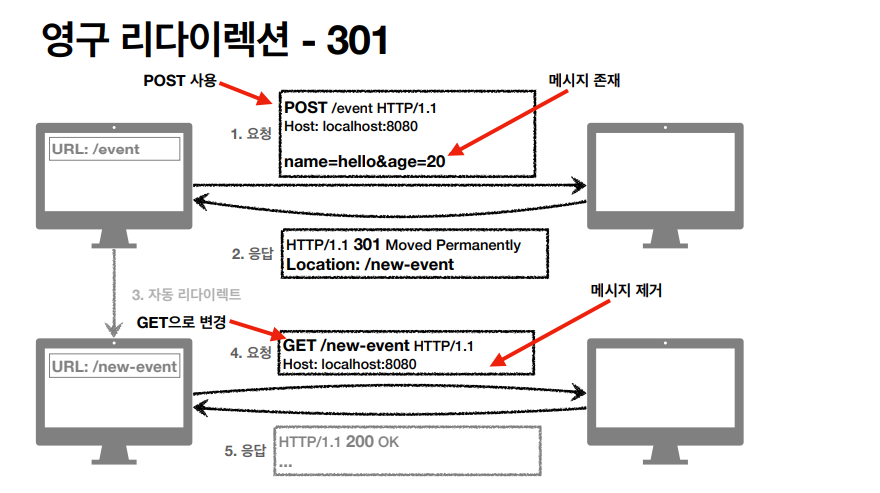 영구 리다이렉션 - 301
POST 사용
메시지 존재
POST /event HTTP/1.1
Host: localhost:8080
1. 요청
name=hello&age=20
URL: /event
HTTP/1.1 301 Moved Permanently
Location: /new-event
2. 응답
3. 자동 리다이렉트
메시지 제거
GET으로 변경
GET /new-event HTTP/1.1
Host: localhost:8080
4. 요청
URL: /new-event
HTTP/1.1 200 OK
...
5. 응답